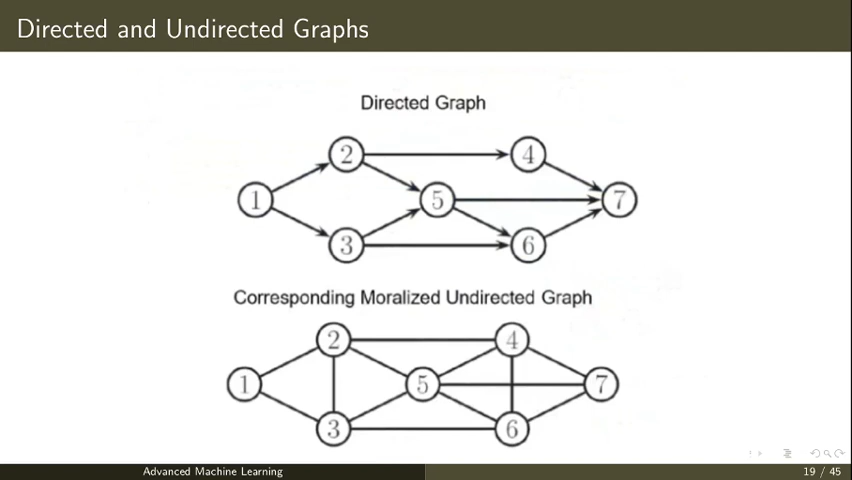 Directed and Undirected Graphs
Directed Graph
2 4
1 5 7
3 6
Corresponding Moralized Undirected Graph
2 4
1 5 7
3 6
Advanced Machine Learning 19 / 45